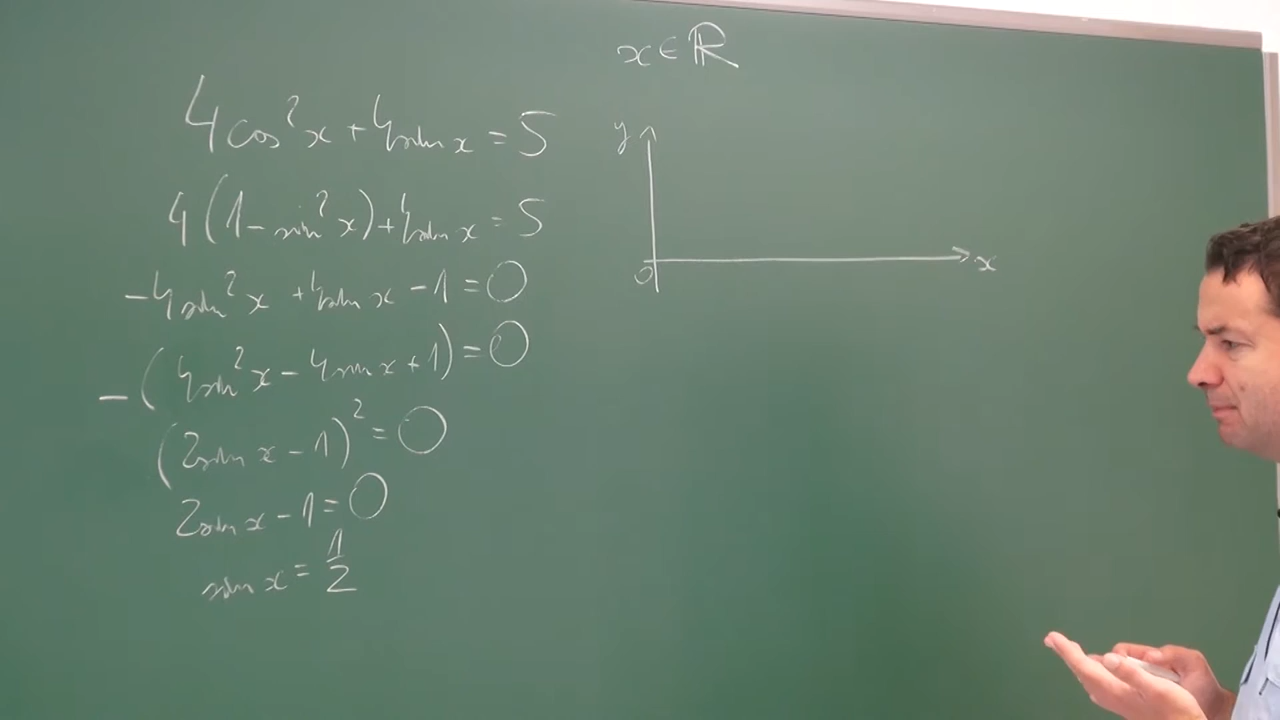 4cos²x+4sin x=5
4(1-sin²x)+4sin x=5
-4sin²x+4sin x-1=0
-(4sin²x-4sin x+1)=0
(2sin x-1)²=0
2sin x-1=0
sin x=1/2
x∈ℝ
y
0
x